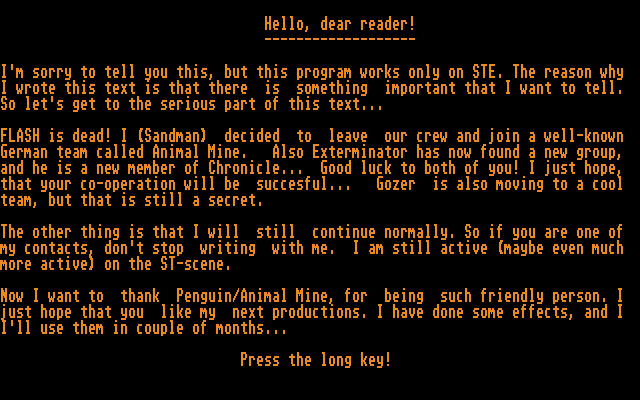 Hello, dear reader!
-------------------
I'm sorry to tell you this, but this program works only on STE. The reason why
I wrote this text is that there  is  something  important that I want to tell.
So let's get to the serious part of this text...
FLASH is dead! I (Sandman)  decided  to  leave  our crew and join a well-known
German team called Animal Mine.   Also Exterminator has now found a new group,
and he is a new member of Chronicle...  Good luck to both of you! I just hope,
that your co-operation will be  succesful...   Gozer  is also moving to a cool
team, but that is still a secret.
The other thing is that I will  still  continue normally. So if you are one of
my contacts, don't stop  writing  with me.  I am still active (maybe even much
more active) on the ST-scene.
Now I want to  thank  Penguin/Animal Mine, for  being  such friendly person. I
just hope that you  like my  next productions. I have done some effects, and I
I'll use them in couple of months...
Press the long key!